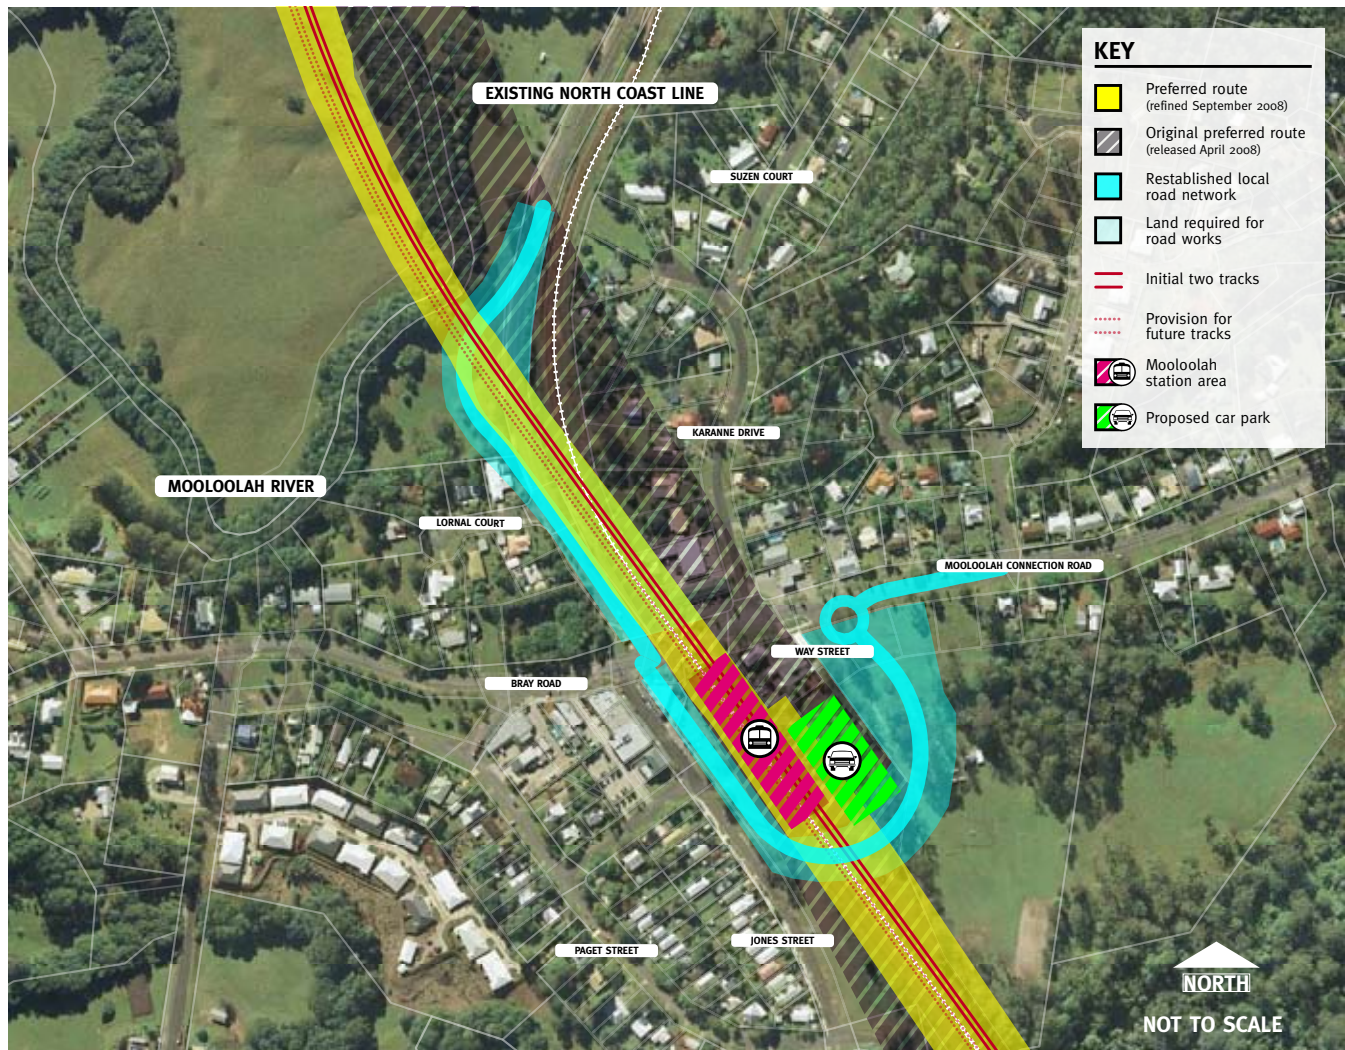 EXISTING NORTH COAST LINE
SUZEN COURT
KARANNE DRIVE
MOOLOOLAH RIVER
LORNAL COURT
MOOLOOLAH CONNECTION ROAD
WAY STREET
BRAY ROAD
PAGET STREET
JONES STREET
KEY
Preferred route
(refined September 2008)
Original preferred route
(released April 2008)
Restablished local
road network
Land required for
road works
Initial two tracks
Provision for
future tracks
Mooloolah
station area
Proposed car park
NORTH
NOT TO SCALE